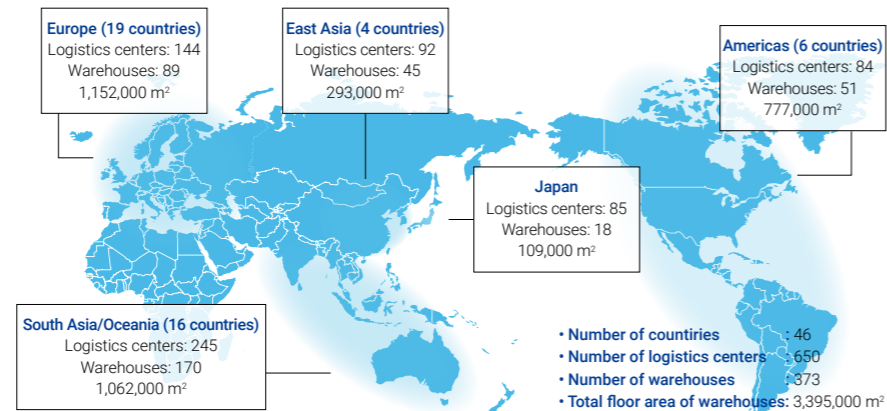 Europe (19 countries)
Logistics centers: 144
Warehouses: 89
1,152,000 m²
East Asia (4 countries)
Logistics centers: 92
Warehouses: 45
293,000 m²
Americas (6 countries)
Logistics centers: 84
Warehouses: 51
777,000 m²
Japan
Logistics centers: 85
Warehouses: 18
109,000 m²
South Asia/Oceania (16 countries)
Logistics centers: 245
Warehouses: 170
1,062,000 m²
• Number of countiries : 46
• Number of logistics centers : 650
• Number of warehouses : 373
• Total floor area of warehouses: 3,395,000 m²